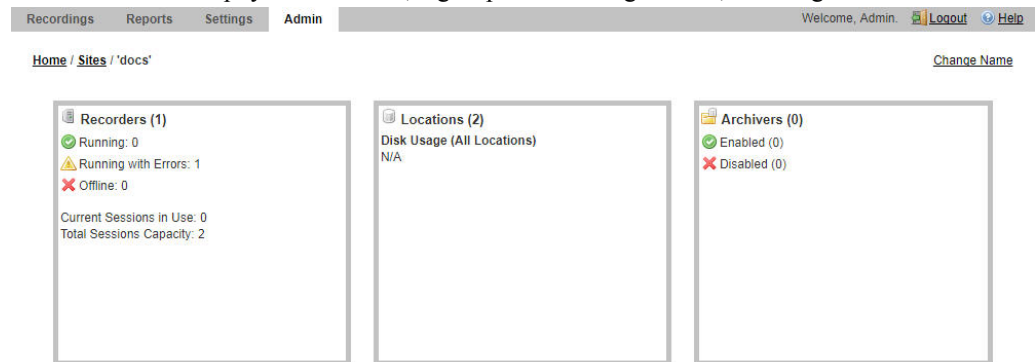 Recordings Reports Settings Admin Welcome, Admin. Logout Help
Home / Sites / 'docs' Change Name
Recorders (1)
Running: 0
Running with Errors: 1
Offline: 0
Current Sessions in Use: 0
Total Sessions Capacity: 2
Locations (2)
Disk Usage (All Locations)
N/A
Archivers (0)
Enabled (0)
Disabled (0)